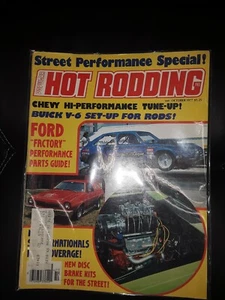 Street Performance Special!
HOT RODDING
CHEVY HI-PERFORMANCE TUNE-UP!
BUICK V-6 SET-UP FOR RODS!
FORD
"FACTORY"
PERFORMANCE
PARTS GUIDE!
NEW DISC
BRAKE KITS
FOR THE STREET!